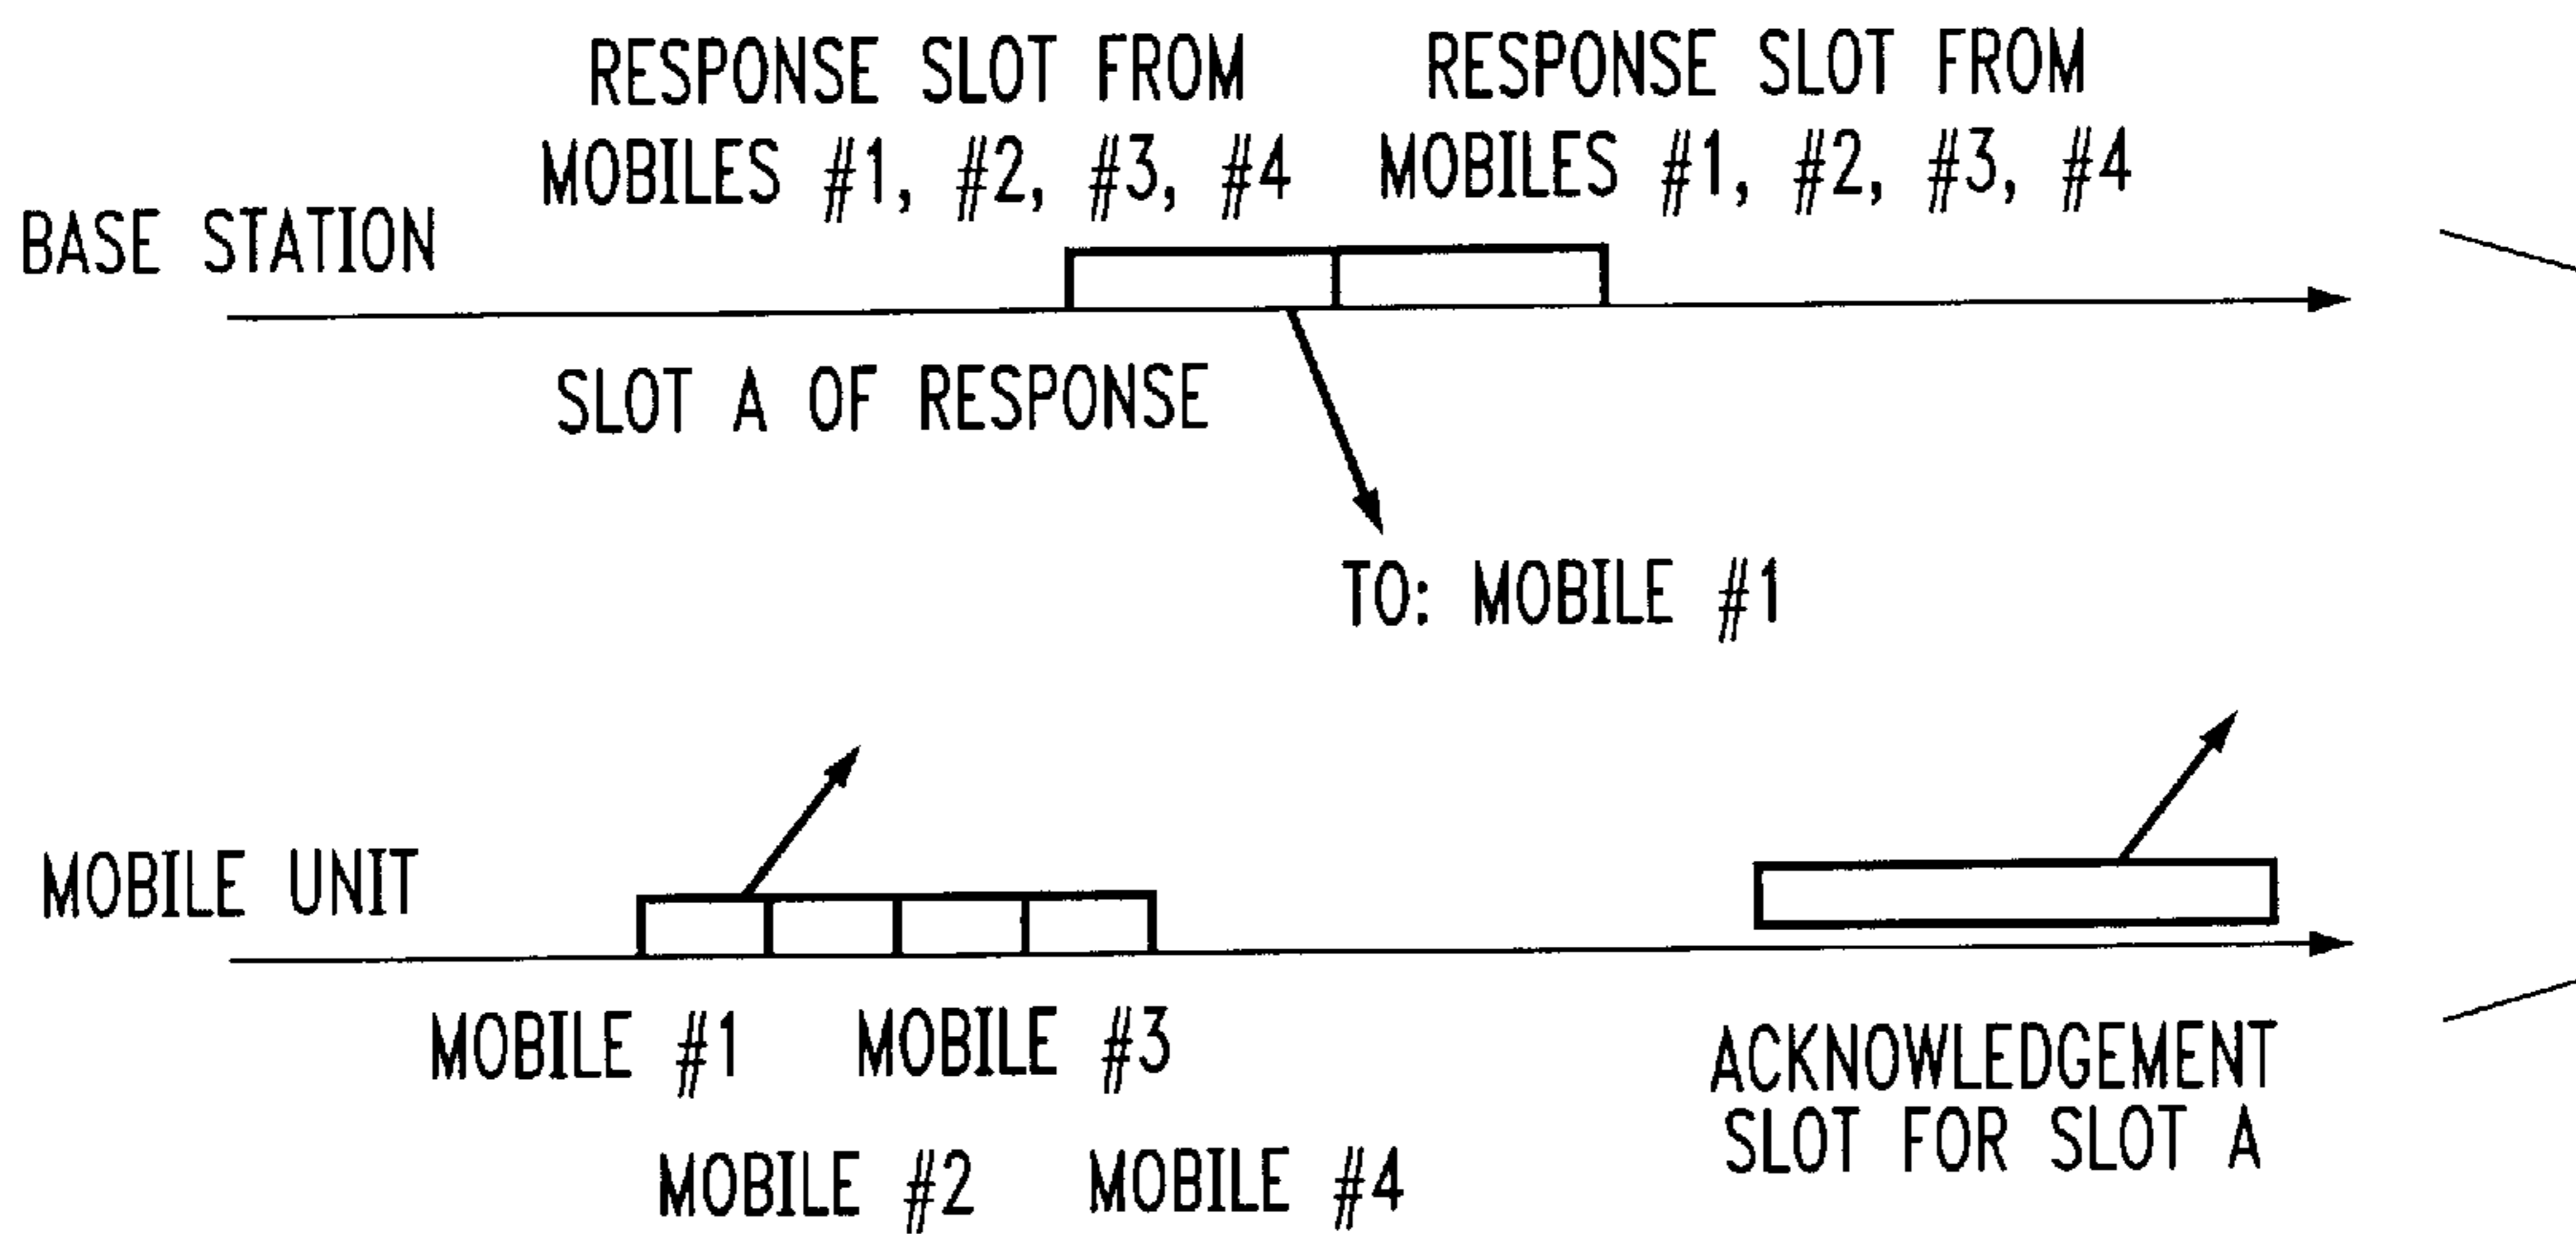 RESPONSE SLOT FROM
MOBILES #1, #2, #3, #4
RESPONSE SLOT FROM
MOBILES #1, #2, #3, #4
BASE STATION
SLOT A OF RESPONSE
TO: MOBILE #1
MOBILE UNIT
MOBILE #1
MOBILE #3
MOBILE #2
MOBILE #4
ACKNOWLEDGEMENT
SLOT FOR SLOT A